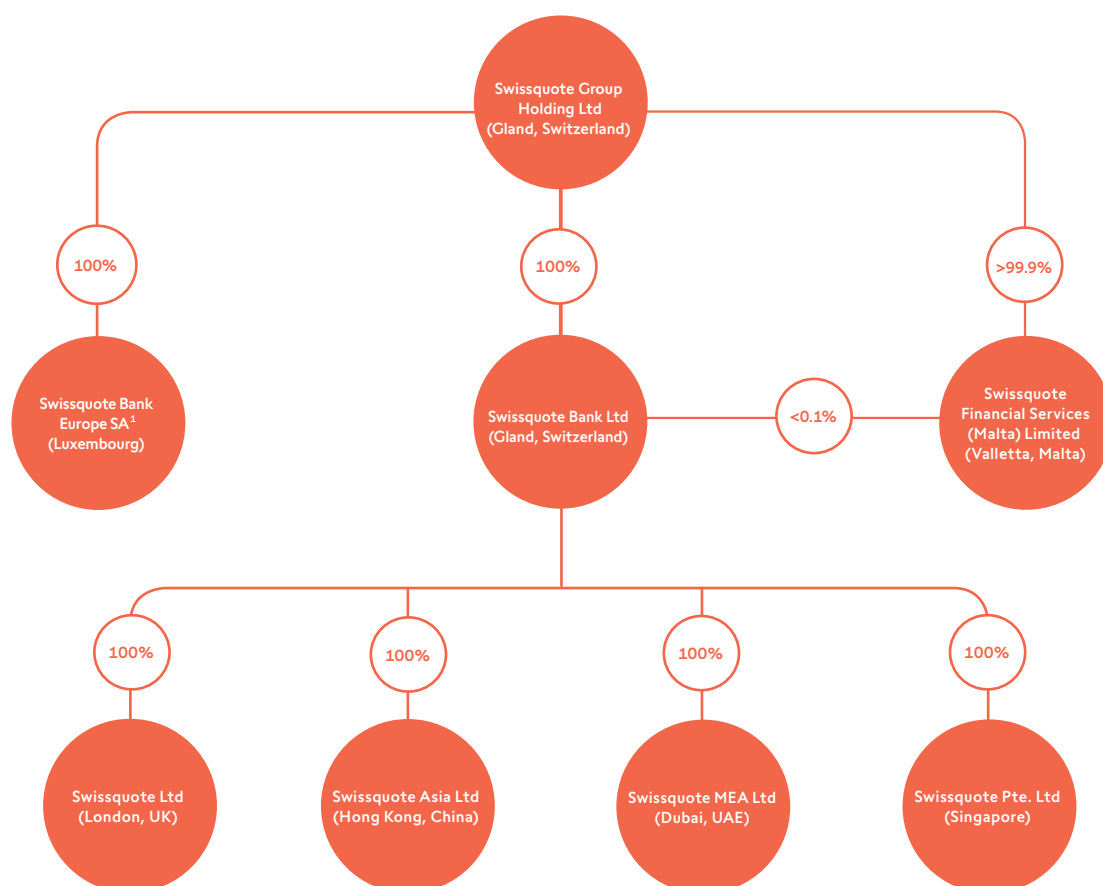 Swissquote Group
Holding Ltd
(Gland, Switzerland)
100%
100%
>99.9%
Swissquote Bank
Europe SA¹
(Luxembourg)
Swissquote Bank Ltd
(Gland, Switzerland)
<0.1%
Swissquote
Financial Services
(Malta) Limited
(Valletta, Malta)
100%
100%
100%
100%
Swissquote Ltd
(London, UK)
Swissquote Asia Ltd
(Hong Kong, China)
Swissquote MEA Ltd
(Dubai, UAE)
Swissquote Pte. Ltd
(Singapore)